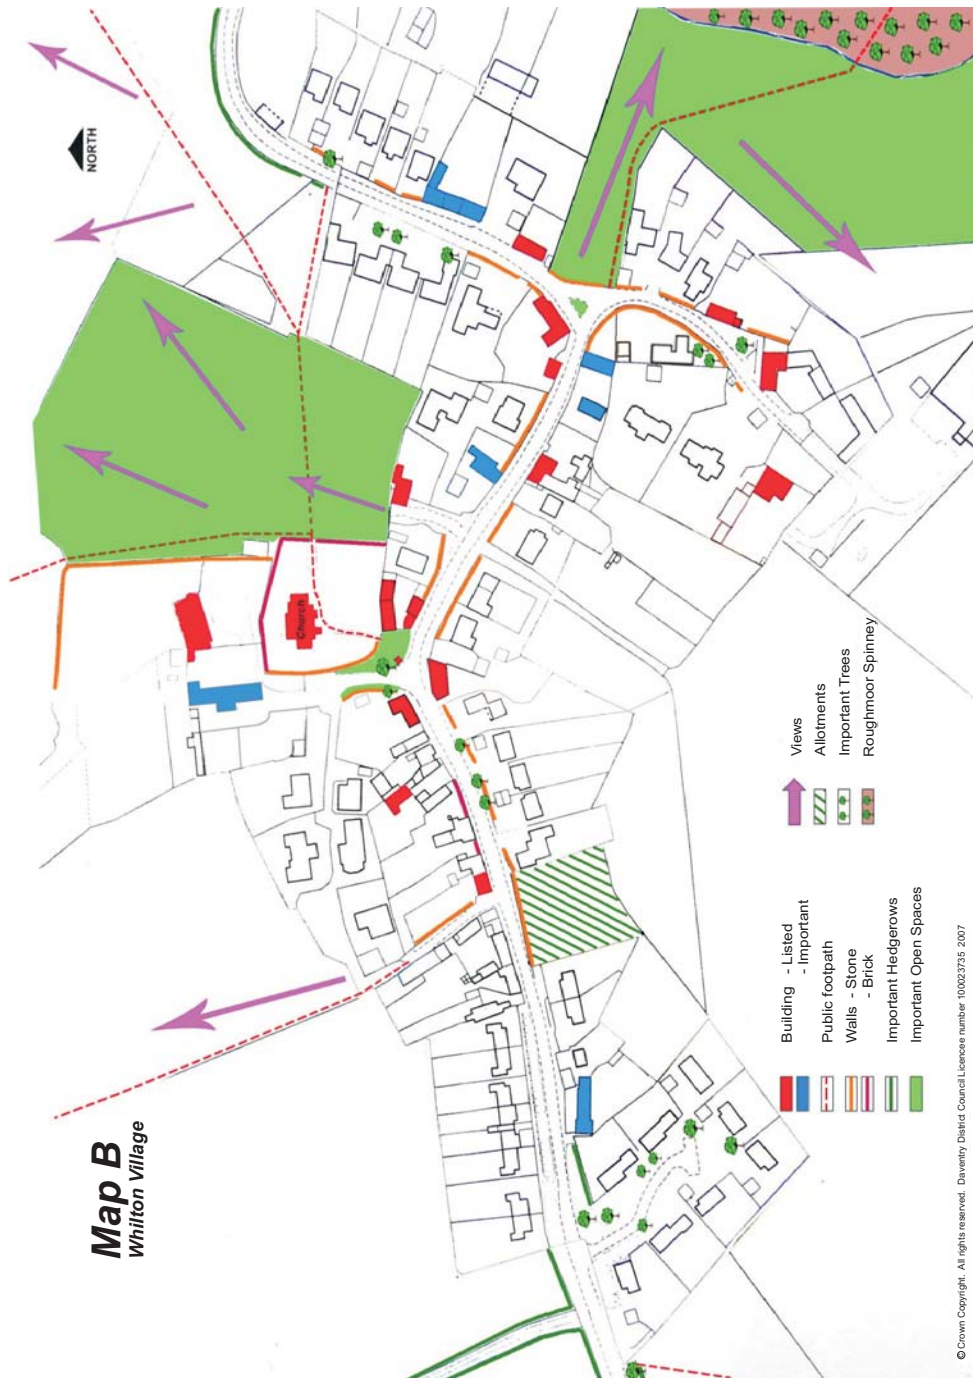 Map B
Whilton Village
NORTH
Church
Building - Listed
- Important
Public footpath
Walls - Stone
- Brick
Important Hedgerows
Important Open Spaces
Views
Allotments
Important Trees
Roughmoor Spinney
© Crown Copyright. All rights reserved. Daventry District Council Licencee number 100023735 2007